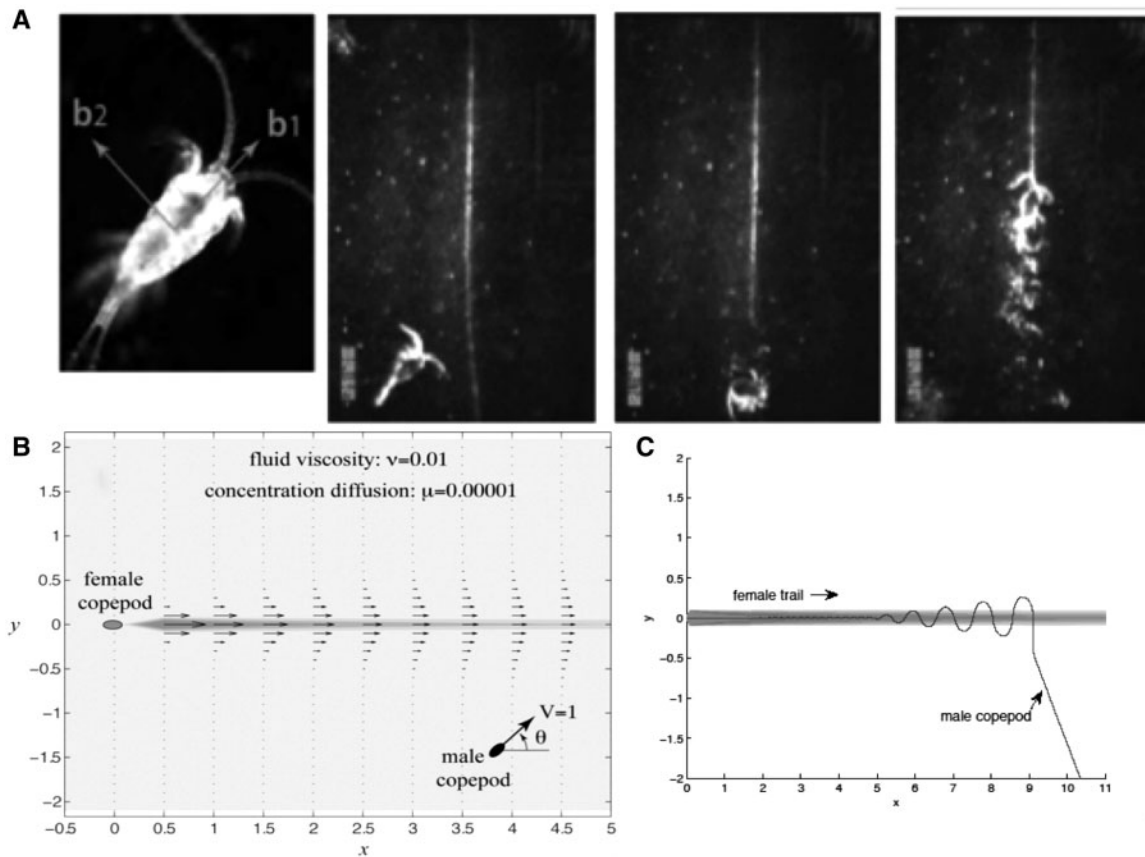 A
b2
b1
B
fluid viscosity: ν=0.01
concentration diffusion: μ=0.00001
female
copepod
V=1
θ
male
copepod
y
2
1.5
1
0.5
0
−0.5
−1
−1.5
−2
-0.5 0 0.5 1 1.5 2 2.5 3 3.5 4 4.5 5
x
C
female trail
male copepod
y
2
1.5
1
0.5
0
-0.5
-1
-1.5
-2
0 1 2 3 4 5 6 7 8 9 10 11
x